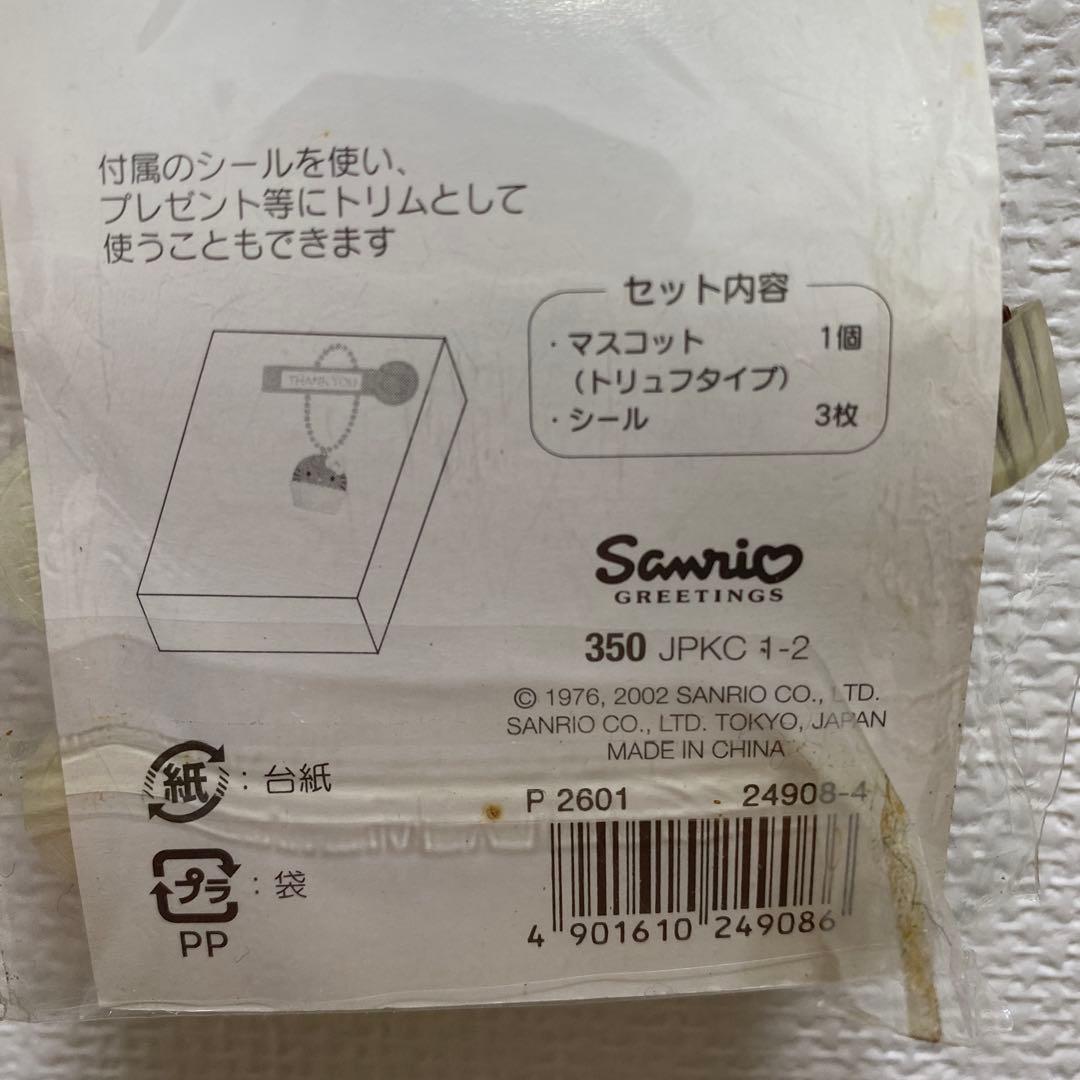 付属のシールを使い、
プレゼント等にトリムとして
使うこともできます
THANK YOU
セット内容
・マスコット 1個
(トリュフタイプ)
・シール 3枚
Sanrio
GREETINGS
350 JPKC 1-2
© 1976, 2002 SANRIO CO., LTD.
SANRIO CO., LTD. TOKYO, JAPAN
MADE IN CHINA
紙 : 台紙
P 2601 24908-4
プラ : 袋
PP
4 901610 249086